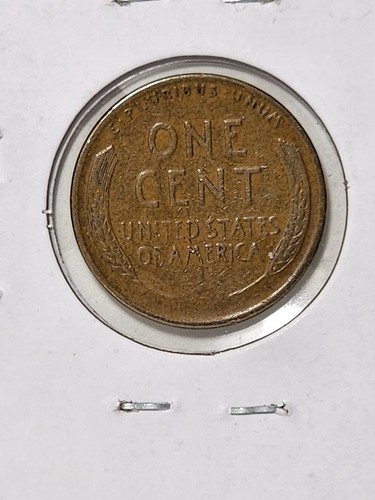 E·PLURIBUS·UNUM
ONE
CENT
UNITED STATES
OF AMERICA